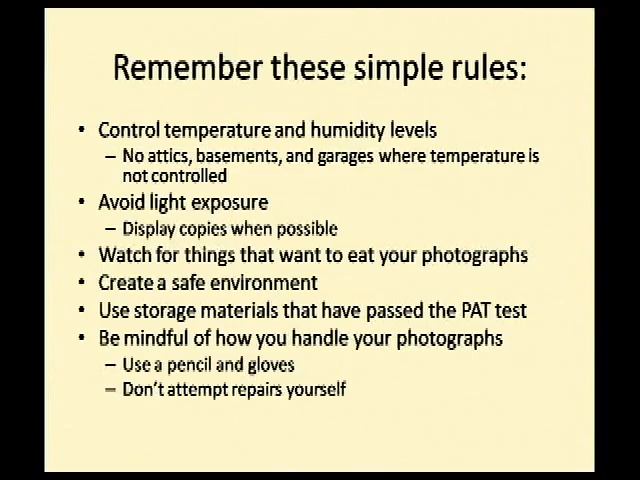 Remember these simple rules:
• Control temperature and humidity levels
– No attics, basements, and garages where temperature is
not controlled
• Avoid light exposure
– Display copies when possible
• Watch for things that want to eat your photographs
• Create a safe environment
• Use storage materials that have passed the PAT test
• Be mindful of how you handle your photographs
– Use a pencil and gloves
– Don't attempt repairs yourself